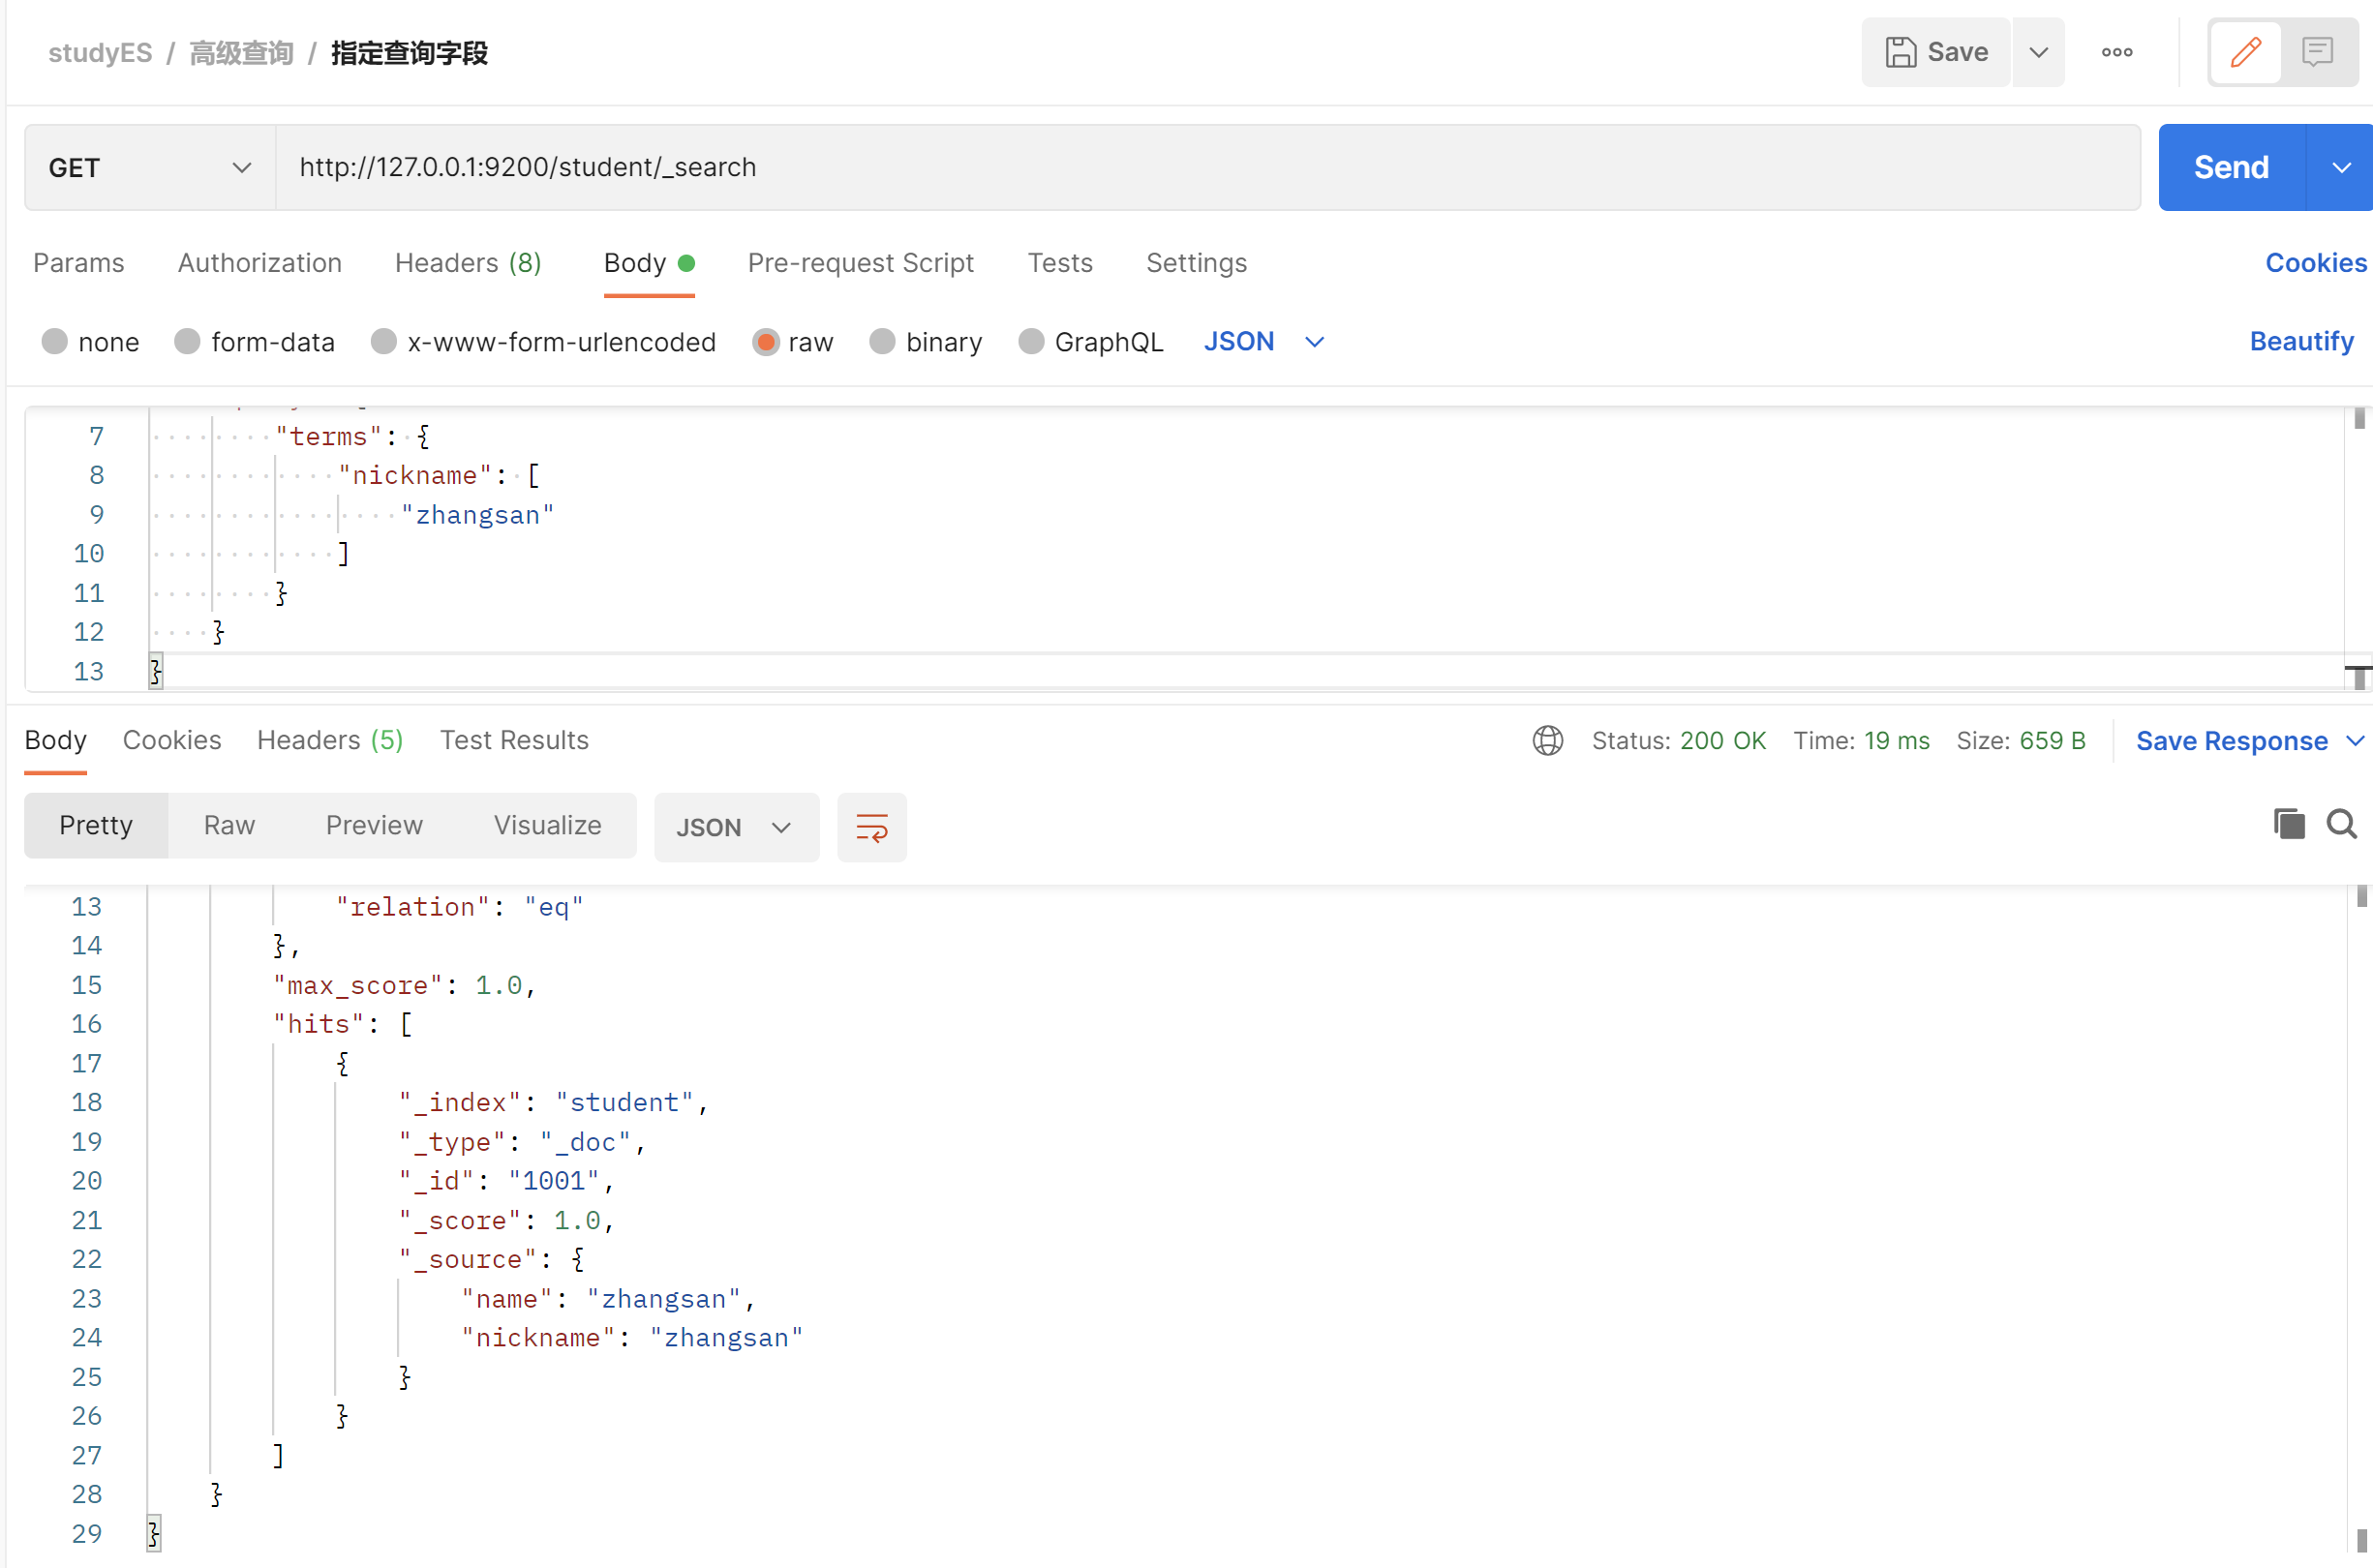 studyES / 高级查询 / 指定查询字段
Save
GET http://127.0.0.1:9200/student/_search Send
Params Authorization Headers (8) Body Pre-request Script Tests Settings Cookies
none form-data x-www-form-urlencoded raw binary GraphQL JSON Beautify
7 "terms": {
8 "nickname": [
9 "zhangsan"
10 ]
11 }
12 }
13 }
Body Cookies Headers (5) Test Results Status: 200 OK Time: 19 ms Size: 659 B Save Response
Pretty Raw Preview Visualize JSON
13 "relation": "eq"
14 },
15 "max_score": 1.0,
16 "hits": [
17 {
18 "_index": "student",
19 "_type": "_doc",
20 "_id": "1001",
21 "_score": 1.0,
22 "_source": {
23 "name": "zhangsan",
24 "nickname": "zhangsan"
25 }
26 }
27 ]
28 }
29 }